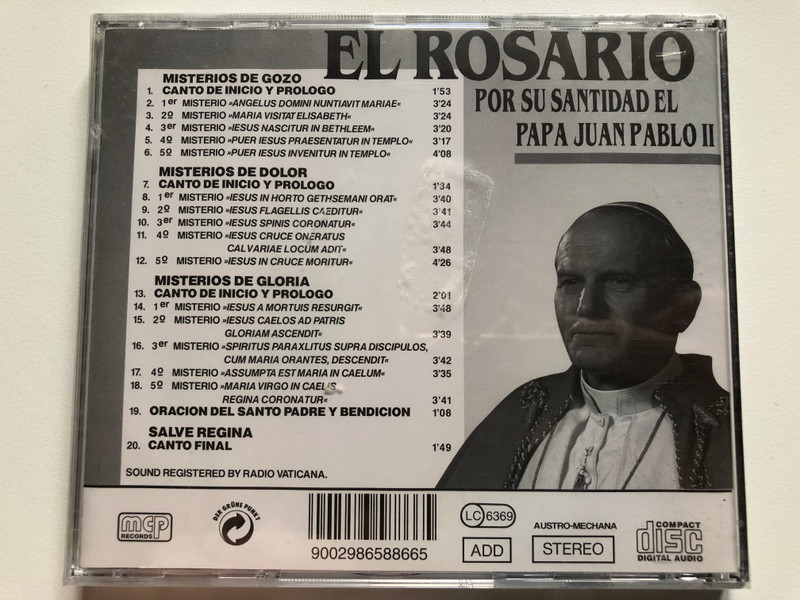 EL ROSARIO
POR SU SANTIDAD EL
PAPA JUAN PABLO II
MISTERIOS DE GOZO
1. CANTO DE INICIO Y PROLOGO 1'53
2. 1er MISTERIO »ANGELUS DOMINI NUNTIAVIT MARIAE« 3'24
3. 2º MISTERIO »MARIA VISITAT ELISABETH« 3'24
4. 3er MISTERIO »IESUS NASCITUR IN BETHLEEM« 3'20
5. 4º MISTERIO »PUER IESUS PRAESENTATUR IN TEMPLO« 3'17
6. 5º MISTERIO »PUER IESUS INVENITUR IN TEMPLO« 4'08
MISTERIOS DE DOLOR
7. CANTO DE INICIO Y PROLOGO 1'34
8. 1er MISTERIO »IESUS IN HORTO GETHSEMANI ORAT« 3'40
9. 2º MISTERIO »IESUS FLAGELLIS CAEDITUR« 3'41
10. 3er MISTERIO »IESUS SPINIS CORONATUR« 3'44
11. 4º MISTERIO »IESUS CRUCE ONERATUS
CALVARIAE LOCUM ADIT« 3'48
12. 5º MISTERIO »IESUS IN CRUCE MORITUR« 4'26
MISTERIOS DE GLORIA
13. CANTO DE INICIO Y PROLOGO 2'01
14. 1er MISTERIO »IESUS A MORTUIS RESURGIT« 3'48
15. 2º MISTERIO »IESUS CAELOS AD PATRIS
GLORIAM ASCENDIT« 3'39
16. 3er MISTERIO »SPIRITUS PARAXLITUS SUPRA DISCIPULOS,
CUM MARIA ORANTES, DESCENDIT« 3'42
17. 4º MISTERIO »ASSUMPTA EST MARIA IN CAELUM« 3'35
18. 5º MISTERIO »MARIA VIRGO IN CAELIS
REGINA CORONATUR« 3'41
19. ORACION DEL SANTO PADRE Y BENDICION 1'08
SALVE REGINA
20. CANTO FINAL 1'49
SOUND REGISTERED BY RADIO VATICANA.
mcp
RECORDS
DER GRÜNE PUNKT
9002986588665
LC 6369
ADD
AUSTRO-MECHANA
STEREO
COMPACT
disc
DIGITAL AUDIO